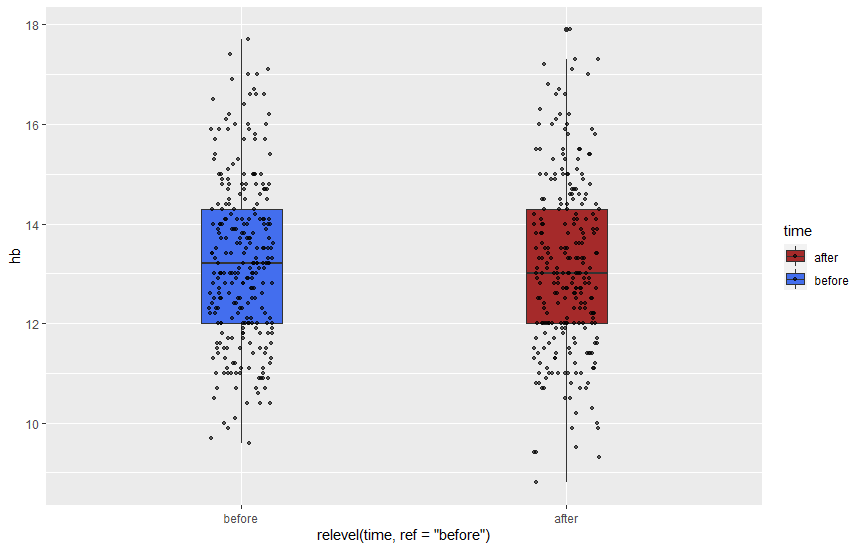 18
16
14
12
10
hb
before
after
relevel(time, ref = "before")
time
after
before